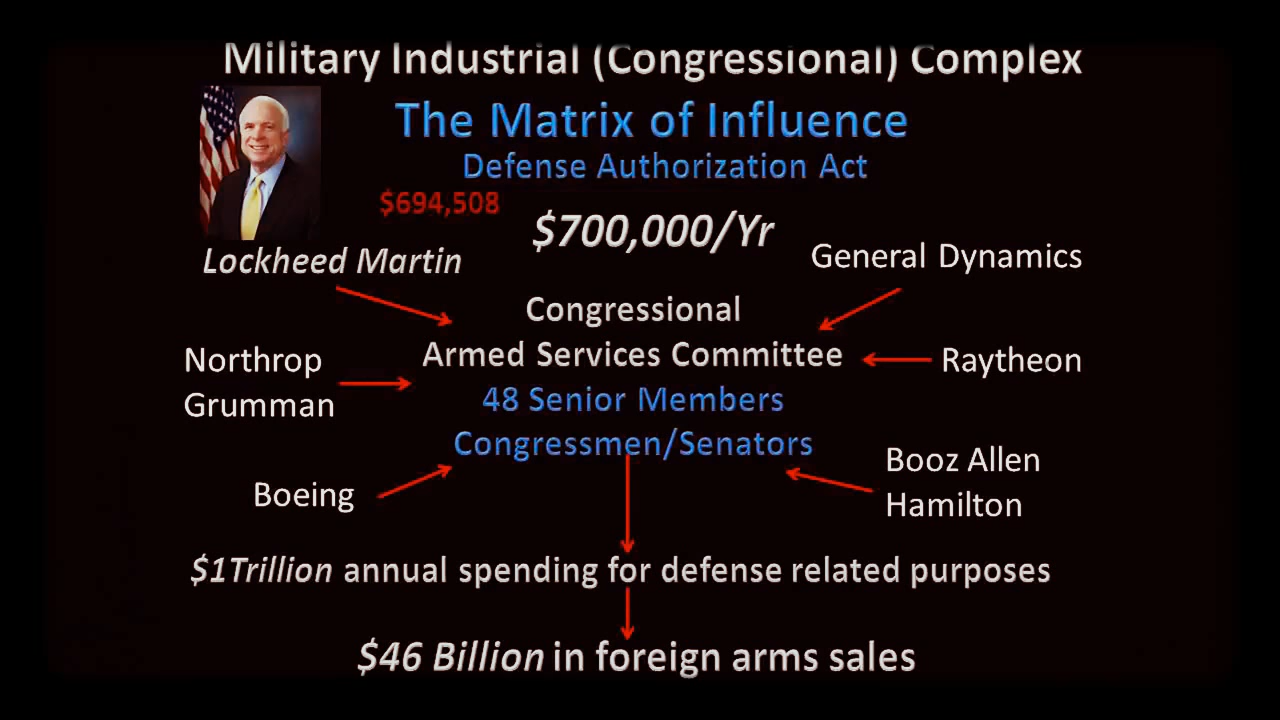 Military Industrial (Congressional) Complex
The Matrix of Influence
Defense Authorization Act
$694,508
$700,000/Yr
Lockheed Martin
General Dynamics
Congressional
Armed Services Committee
Northrop
Grumman
Raytheon
48 Senior Members
Congressmen/Senators
Boeing
Booz Allen
Hamilton
$1Trillion annual spending for defense related purposes
$46 Billion in foreign arms sales